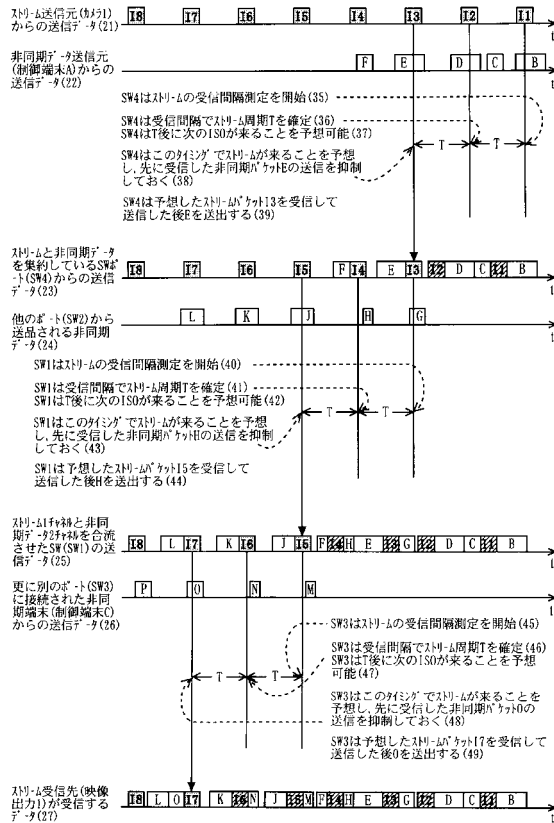 ストリーム送信元(カメラ1)
からの送信データ(21)
I8 I7 I6 I5 I4 I3 I2 I1
t
非同期データ送信元
(制御端末A)からの
送信データ(22)
F E D C B
t
SW4はストリームの受信間隔測定を開始(35)
SW4は受信間隔でストリーム周期Tを確定(36)
SW4はT後に次のISOが来ることを予想可能(37)
T T
SW4はこのタイミングでストリームが来ることを予想
し、先に受信した非同期パケットEの送信を抑制
しておく(38)
SW4は予想したストリームパケットI3を受信して
送信した後Eを送出する(39)
ストリームと非同期データ
を集約しているSWポ
ート(SW4)からの送信
データ(23)
I8 I7 I6 I5 F I4 E I3 I2 D C I1 B
t
他のポート(SW2)から
送品される非同期
データ(24)
L K J H G
t
SW1はストリームの受信間隔測定を開始(40)
SW1は受信間隔でストリーム周期Tを確定(41)
SW1はT後に次のISOが来ることを予想可能(42)
T T
SW1はこのタイミングでストリームが来ることを予想
し、先に受信した非同期パケットHの送信を抑制
しておく(43)
SW1は予想したストリームパケットI5を受信して
送信した後Hを送出する(44)
ストリーム1チャネルと非同
期データ2チャネルを合流
させたSW(SW1)の送信
データ(25)
I8 L I7 K I6 J I5 F I4 H E I3 G I2 D C I1 B
t
更に別のポート(SW3)
に接続された非同
期端末(制御端末C)
からの送信データ(26)
P O N M
t
SW3はストリームの受信間隔測定を開始(45)
SW3は受信間隔でストリーム周期Tを確定(46)
SW3はT後に次のISOが来ることを予想
可能(47)
T T
SW3はこのタイミングでストリームが来ることを
予想し、先に受信した非同期パケットOの
送信を抑制しておく(48)
SW3は予想したストリームパケットI7を受信して
送信した後Oを送出する(49)
ストリーム受信先(映像
出力1)が受信する
データ(27)
I8 L O I7 K I6 N J I5 M F I4 H E I3 G I2 D C I1 B
t